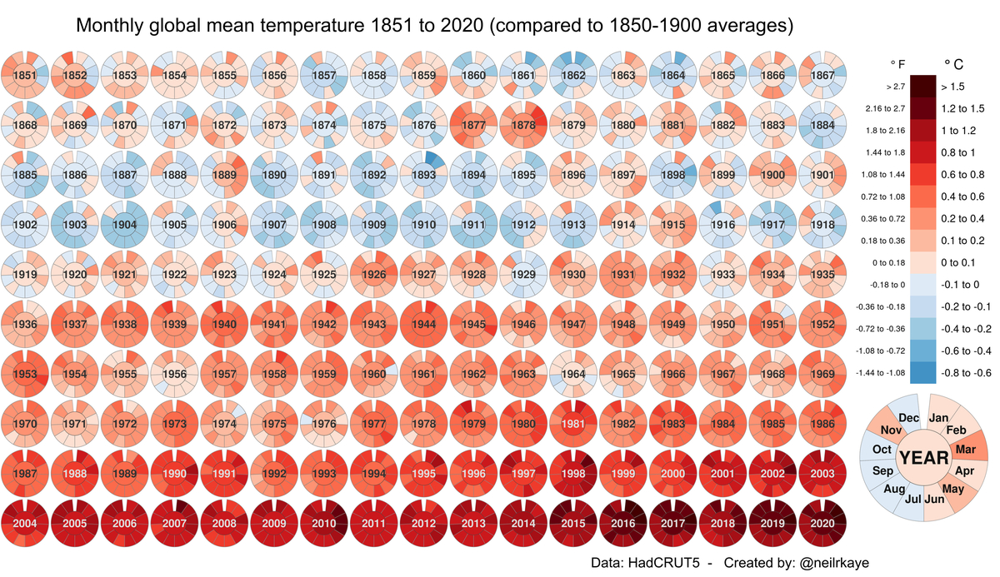 Monthly global mean temperature 1851 to 2020 (compared to 1850-1900 averages)
1851 1852 1853 1854 1855 1856 1857 1858 1859 1860 1861 1862 1863 1864 1865 1866 1867
1868 1869 1870 1871 1872 1873 1874 1875 1876 1877 1878 1879 1880 1881 1882 1883 1884
1885 1886 1887 1888 1889 1890 1891 1892 1893 1894 1895 1896 1897 1898 1899 1900 1901
1902 1903 1904 1905 1906 1907 1908 1909 1910 1911 1912 1913 1914 1915 1916 1917 1918
1919 1920 1921 1922 1923 1924 1925 1926 1927 1928 1929 1930 1931 1932 1933 1934 1935
1936 1937 1938 1939 1940 1941 1942 1943 1944 1945 1946 1947 1948 1949 1950 1951 1952
1953 1954 1955 1956 1957 1958 1959 1960 1961 1962 1963 1964 1965 1966 1967 1968 1969
1970 1971 1972 1973 1974 1975 1976 1977 1978 1979 1980 1981 1982 1983 1984 1985 1986
1987 1988 1989 1990 1991 1992 1993 1994 1995 1996 1997 1998 1999 2000 2001 2002 2003
2004 2005 2006 2007 2008 2009 2010 2011 2012 2013 2014 2015 2016 2017 2018 2019 2020
° F ° C
> 2.7 > 1.5
2.16 to 2.7 1.2 to 1.5
1.8 to 2.16 1 to 1.2
1.44 to 1.8 0.8 to 1
1.08 to 1.44 0.6 to 0.8
0.72 to 1.08 0.4 to 0.6
0.36 to 0.72 0.2 to 0.4
0.18 to 0.36 0.1 to 0.2
0 to 0.18 0 to 0.1
-0.18 to 0 -0.1 to 0
-0.36 to -0.18 -0.2 to -0.1
-0.72 to -0.36 -0.4 to -0.2
-1.08 to -0.72 -0.6 to -0.4
-1.44 to -1.08 -0.8 to -0.6
Dec Jan
Nov Feb
Oct Mar
YEAR
Sep Apr
Aug May
Jul Jun
Data: HadCRUT5 - Created by: @neilrkaye